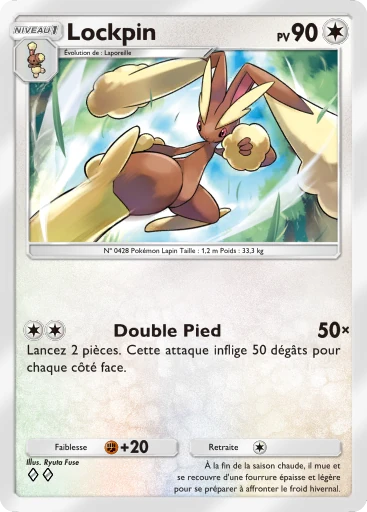 NIVEAU 1
Lockpin
PV 90
Évolution de : Laporeille
N° 0428 Pokémon Lapin Taille : 1,2 m Poids : 33,3 kg
Double Pied 50×
Lancez 2 pièces. Cette attaque inflige 50 dégâts pour
chaque côté face.
Faiblesse +20 Retraite
Illus. Ryuta Fuse
À la fin de la saison chaude, il mue et
se recouvre d'une fourrure épaisse et légère
pour se préparer à affronter le froid hivernal.